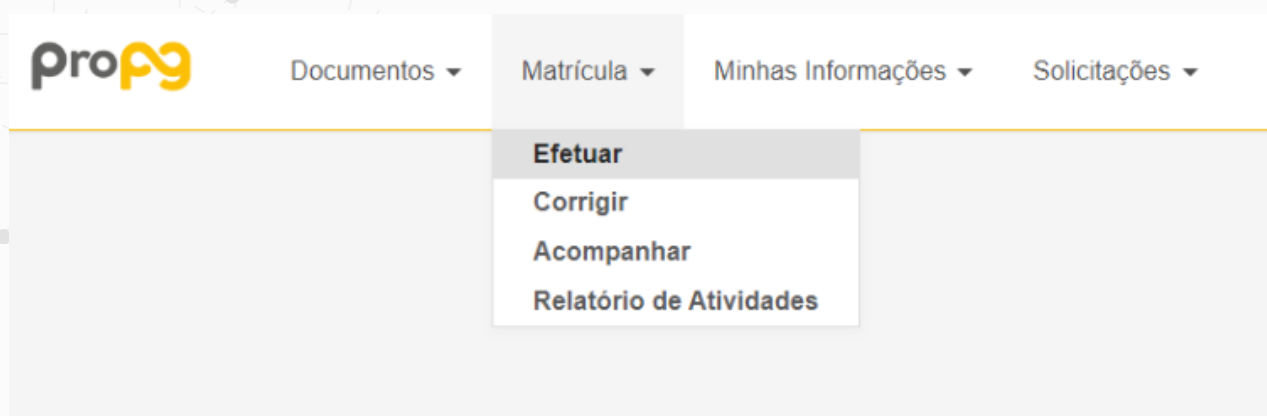 propg Documentos Matrícula Minhas Informações Solicitações
Efetuar
Corrigir
Acompanhar
Relatório de Atividades